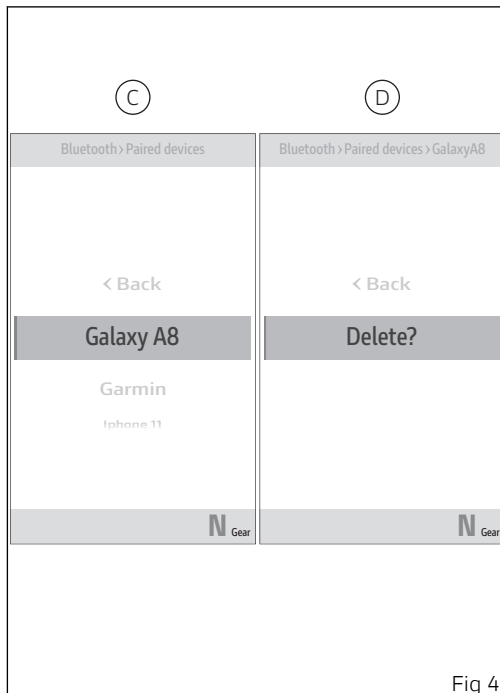 C
D
Bluetooth › Paired devices
< Back
Galaxy A8
Garmin
Iphone 11
N Gear
Bluetooth › Paired devices › GalaxyA8
< Back
Delete?
N Gear
Fig 4